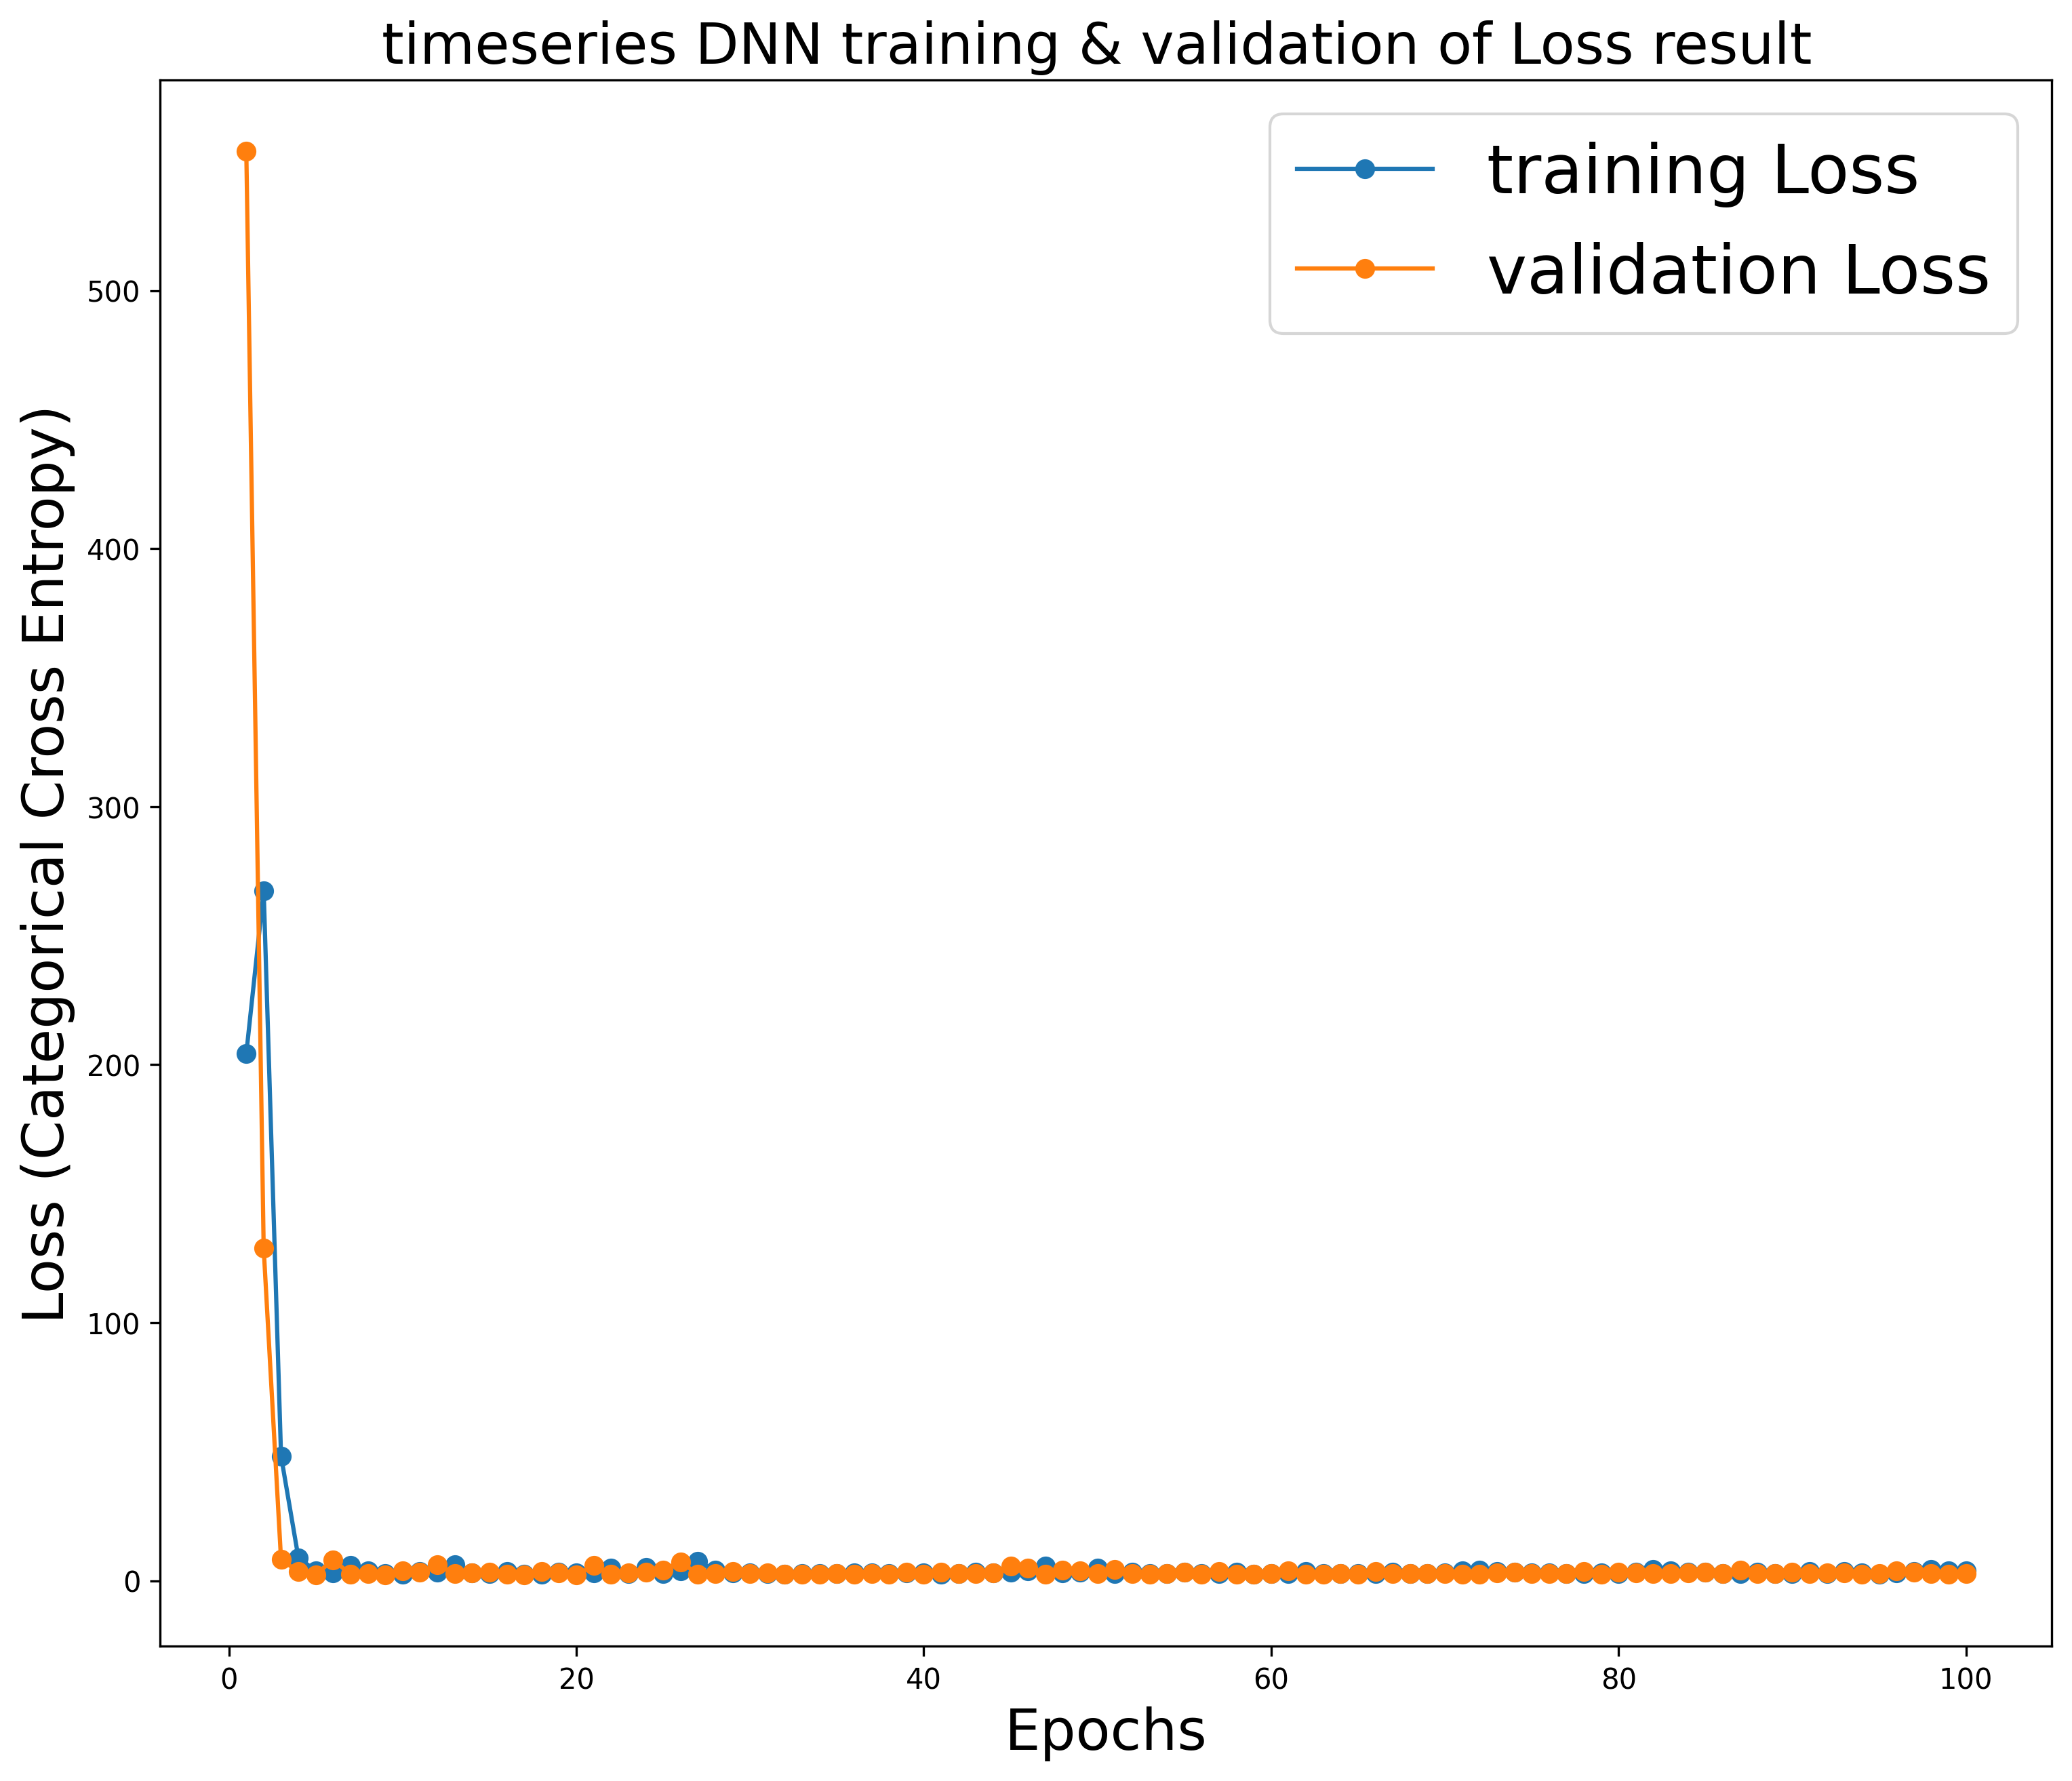 timeseries DNN training & validation of Loss result
training Loss
validation Loss
Loss (Categorical Cross Entropy)
500
400
300
200
100
0
0 20 40 60 80 100
Epochs